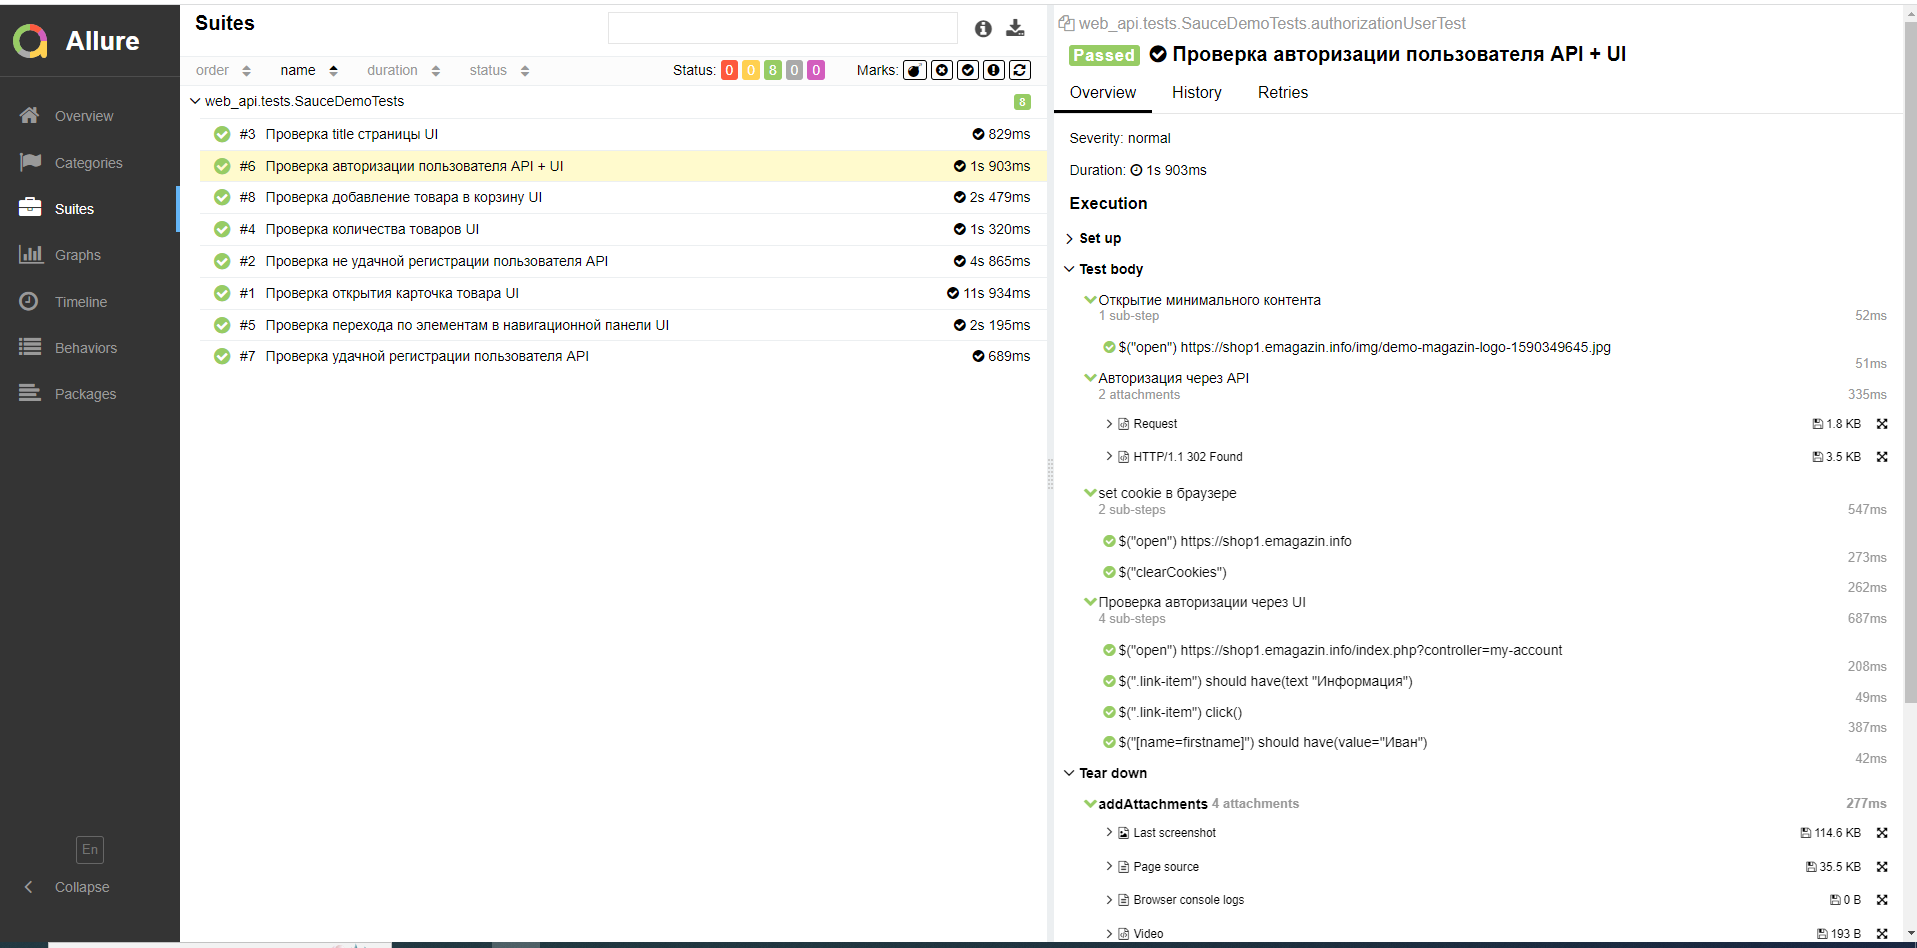 Allure
Overview
Categories
Suites
Graphs
Timeline
Behaviors
Packages
En
Collapse
Suites
order name duration status Status: 0 0 8 0 0 Marks:
web_api.tests.SauceDemoTests 8
#3 Проверка title страницы UI 829ms
#6 Проверка авторизации пользователя API + UI 1s 903ms
#8 Проверка добавление товара в корзину UI 2s 479ms
#4 Проверка количества товаров UI 1s 320ms
#2 Проверка не удачной регистрации пользователя API 4s 865ms
#1 Проверка открытия карточка товара UI 11s 934ms
#5 Проверка перехода по элементам в навигационной панели UI 2s 195ms
#7 Проверка удачной регистрации пользователя API 689ms
web_api.tests.SauceDemoTests.authorizationUserTest
Passed Проверка авторизации пользователя API + UI
Overview History Retries
Severity: normal
Duration: 1s 903ms
Execution
Set up
Test body
Открытие минимального контента
1 sub-step 52ms
$("open") https://shop1.emagazin.info/img/demo-magazin-logo-1590349645.jpg
51ms
Авторизация через API
2 attachments 335ms
Request 1.8 KB
HTTP/1.1 302 Found 3.5 KB
set cookie в браузере
2 sub-steps 547ms
$("open") https://shop1.emagazin.info
273ms
$("clearCookies")
262ms
Проверка авторизации через UI
4 sub-steps 687ms
$("open") https://shop1.emagazin.info/index.php?controller=my-account
208ms
$(".link-item") should have(text "Информация")
49ms
$(".link-item") click()
387ms
$("[name=firstname]") should have(value="Иван")
42ms
Tear down
addAttachments 4 attachments 277ms
Last screenshot 114.6 KB
Page source 35.5 KB
Browser console logs 0 B
Video 193 B